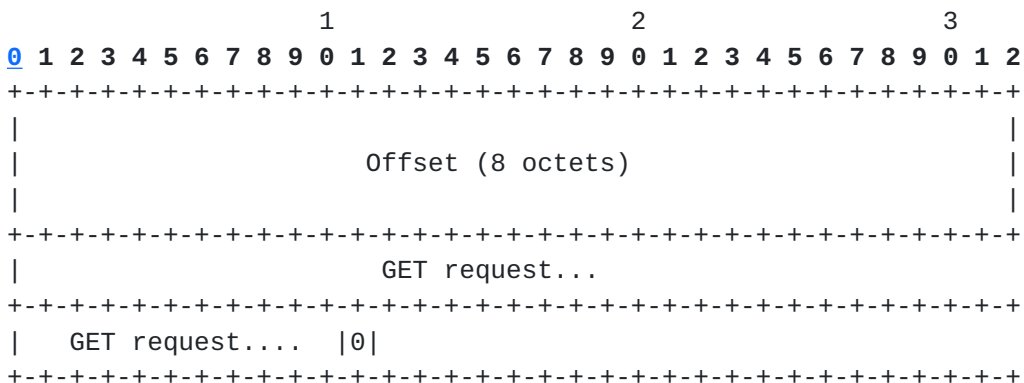 1                   2                   3
0 1 2 3 4 5 6 7 8 9 0 1 2 3 4 5 6 7 8 9 0 1 2 3 4 5 6 7 8 9 0 1 2
+-+-+-+-+-+-+-+-+-+-+-+-+-+-+-+-+-+-+-+-+-+-+-+-+-+-+-+-+-+-+-+-+
|                                                               |
|                      Offset (8 octets)                        |
|                                                               |
+-+-+-+-+-+-+-+-+-+-+-+-+-+-+-+-+-+-+-+-+-+-+-+-+-+-+-+-+-+-+-+-+
|                       GET request...
+-+-+-+-+-+-+-+-+-+-+-+-+-+-+-+-+-+-+-+-+-+-+-+-+-+-+-+-+-+-+-+-+
|   GET request....  |0|
+-+-+-+-+-+-+-+-+-+-+-+-+-+-+-+-+-+-+-+-+-+-+-+-+-+-+-+-+-+-+-+-+